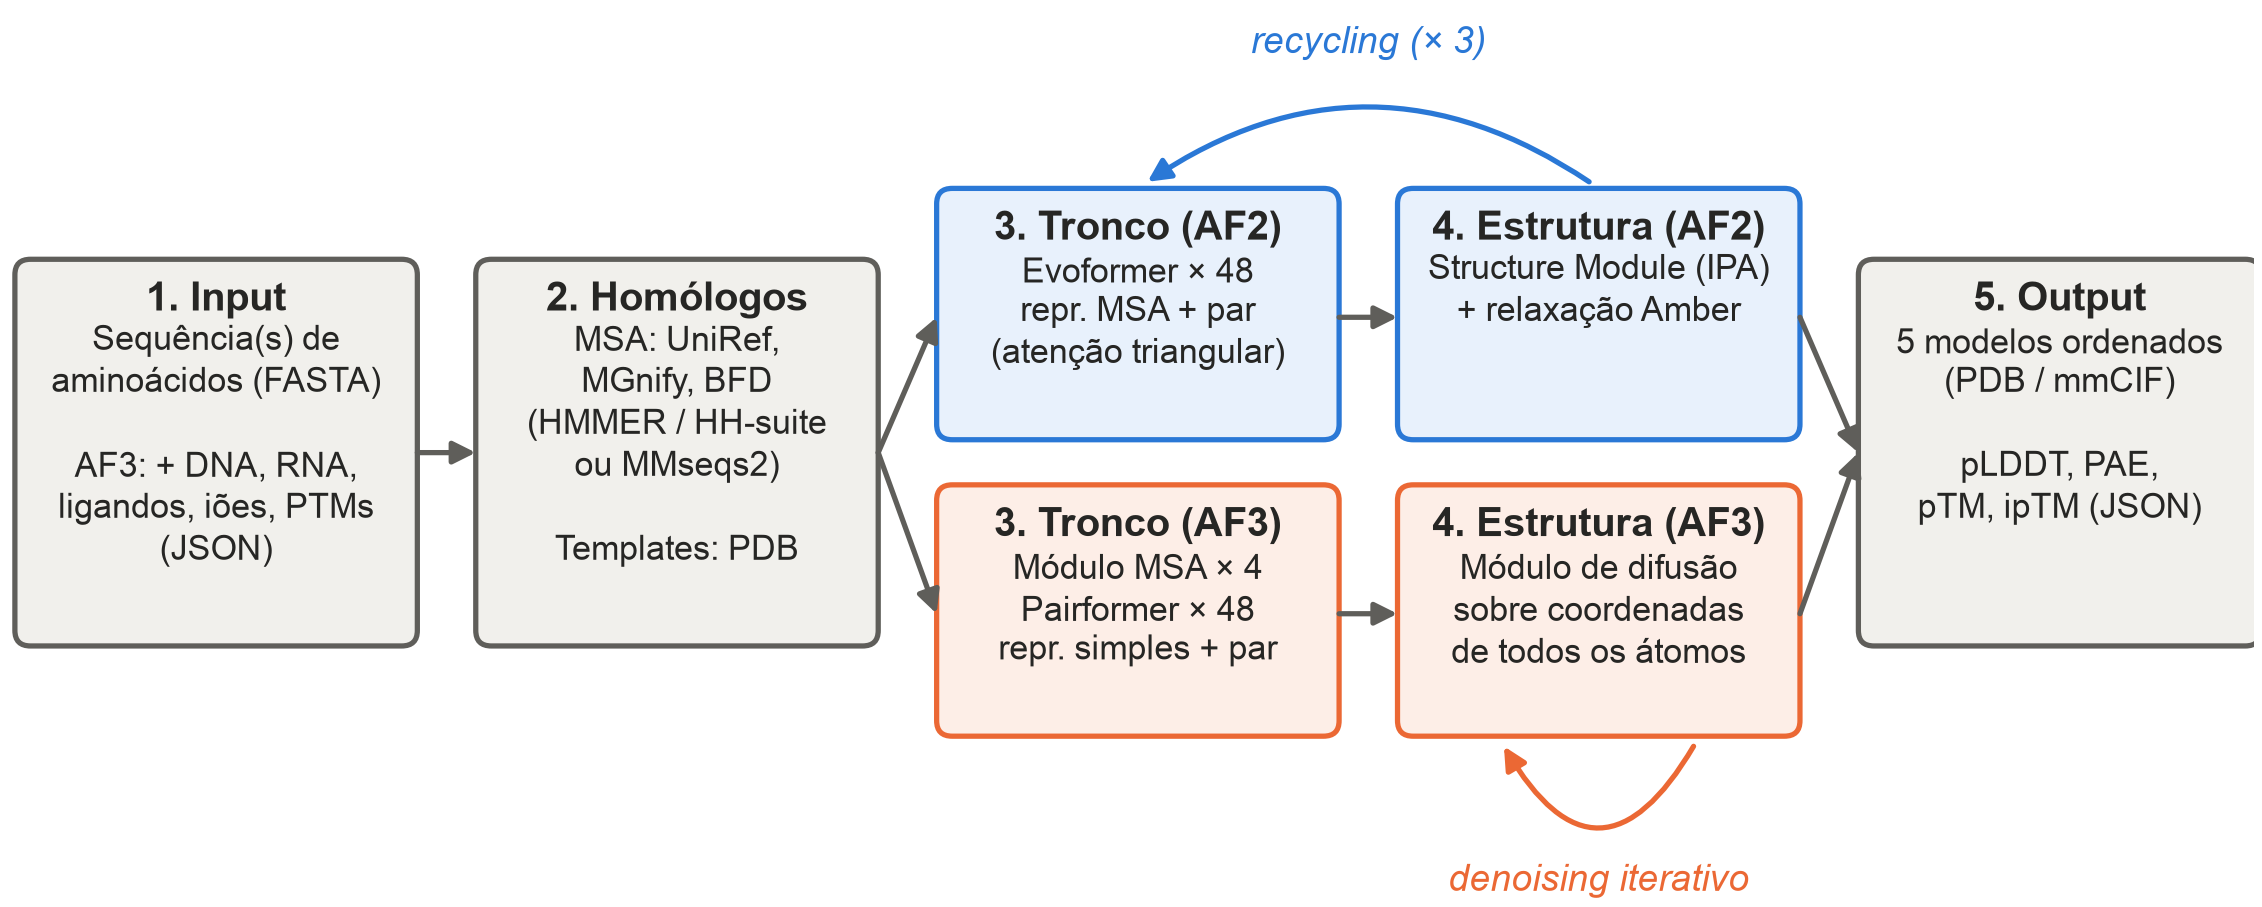 recycling (× 3)
1. Input
Sequência(s) de
aminoácidos (FASTA)
AF3: + DNA, RNA,
ligandos, iões, PTMs
(JSON)
2. Homólogos
MSA: UniRef,
MGnify, BFD
(HMMER / HH-suite
ou MMseqs2)
Templates: PDB
3. Tronco (AF2)
Evoformer × 48
repr. MSA + par
(atenção triangular)
4. Estrutura (AF2)
Structure Module (IPA)
+ relaxação Amber
3. Tronco (AF3)
Módulo MSA × 4
Pairformer × 48
repr. simples + par
4. Estrutura (AF3)
Módulo de difusão
sobre coordenadas
de todos os átomos
5. Output
5 modelos ordenados
(PDB / mmCIF)
pLDDT, PAE,
pTM, ipTM (JSON)
denoising iterativo